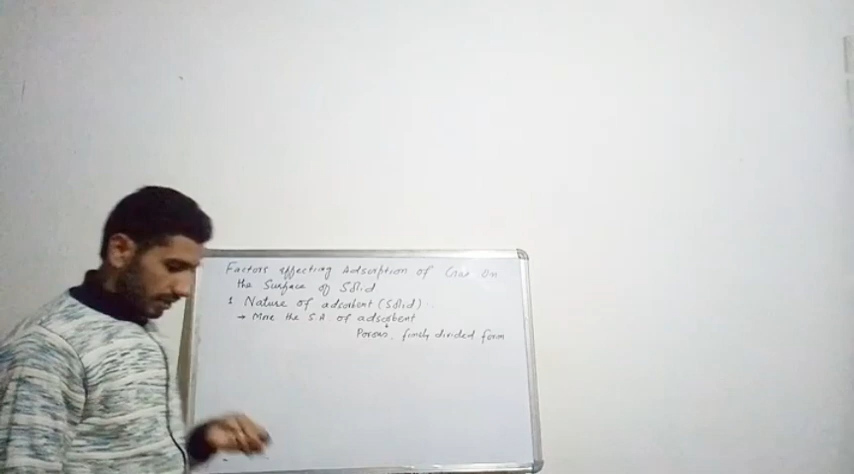 Factors effecting Adsorption of Gas on
the Surface of Solid
1 Nature of adsorbent (Solid)
→ More the S.A of adsorbent
Porous, finely divided form